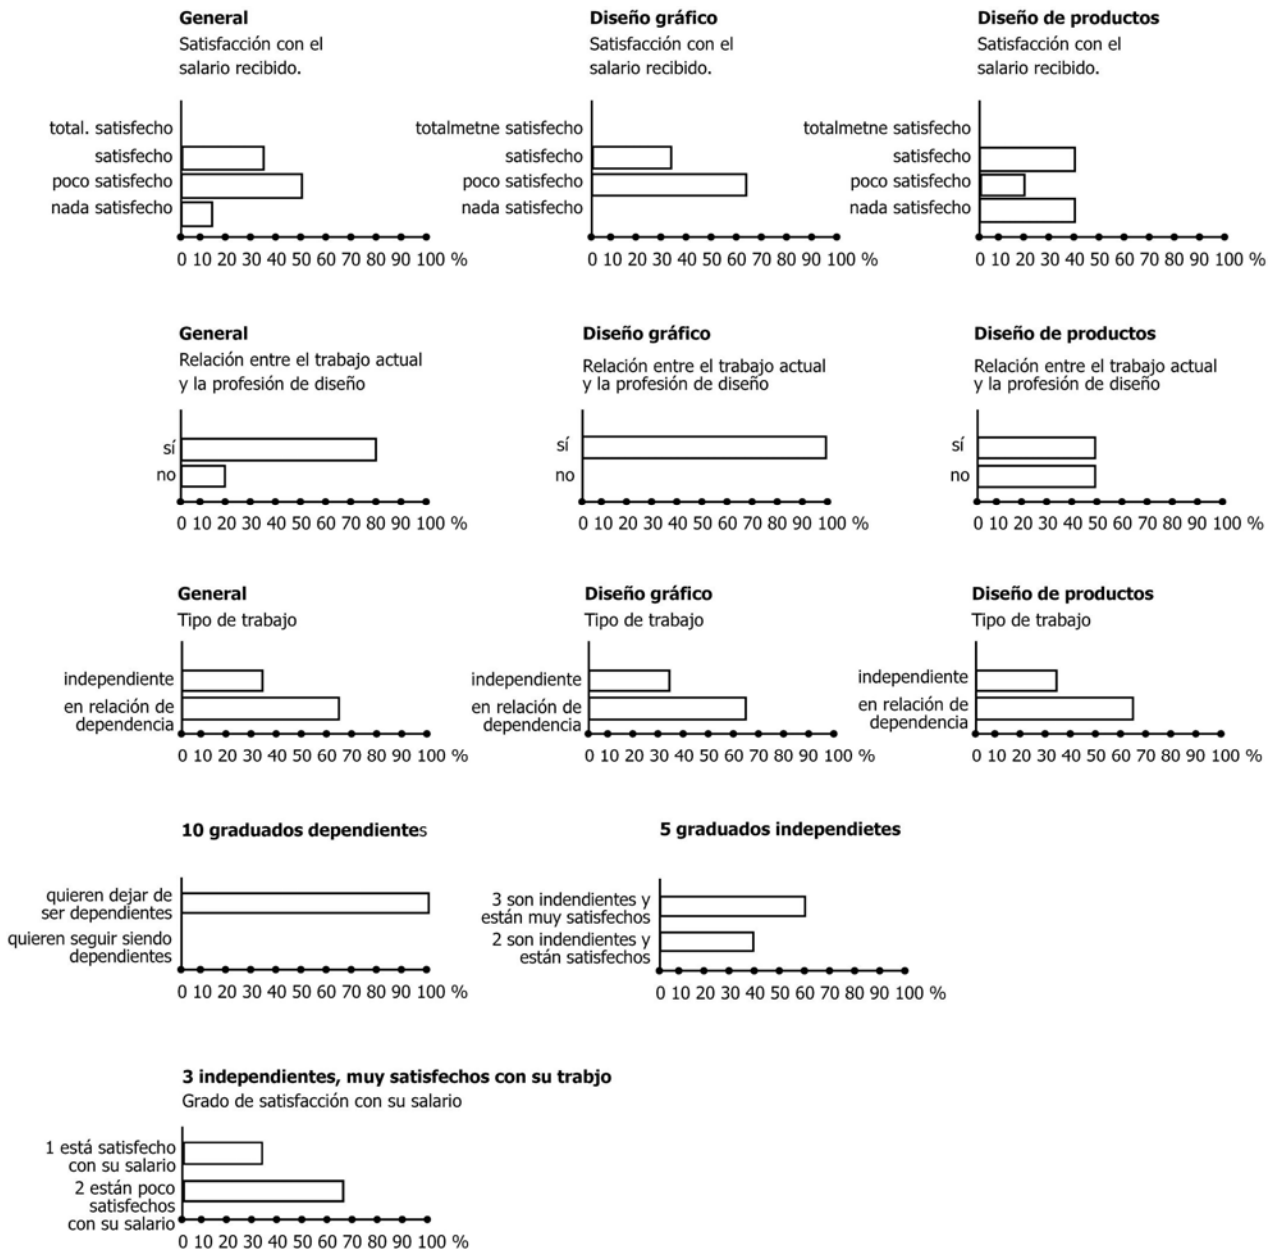 General
Satisfacción con el
salario recibido.
total. satisfecho
satisfecho
poco satisfecho
nada satisfecho
0 10 20 30 40 50 60 70 80 90 100 %
Diseño gráfico
Satisfacción con el
salario recibido.
totalmetne satisfecho
satisfecho
poco satisfecho
nada satisfecho
0 10 20 30 40 50 60 70 80 90 100 %
Diseño de productos
Satisfacción con el
salario recibido.
totalmetne satisfecho
satisfecho
poco satisfecho
nada satisfecho
0 10 20 30 40 50 60 70 80 90 100 %
General
Relación entre el trabajo actual
y la profesión de diseño
sí
no
0 10 20 30 40 50 60 70 80 90 100 %
Diseño gráfico
Relación entre el trabajo actual
y la profesión de diseño
sí
no
0 10 20 30 40 50 60 70 80 90 100 %
Diseño de productos
Relación entre el trabajo actual
y la profesión de diseño
sí
no
0 10 20 30 40 50 60 70 80 90 100 %
General
Tipo de trabajo
independiente
en relación de
dependencia
0 10 20 30 40 50 60 70 80 90 100 %
Diseño gráfico
Tipo de trabajo
independiente
en relación de
dependencia
0 10 20 30 40 50 60 70 80 90 100 %
Diseño de productos
Tipo de trabajo
independiente
en relación de
dependencia
0 10 20 30 40 50 60 70 80 90 100 %
10 graduados dependientes
quieren dejar de
ser dependientes
quieren seguir siendo
dependientes
0 10 20 30 40 50 60 70 80 90 100 %
5 graduados independietes
3 son indendientes y
están muy satisfechos
2 son indendientes y
están satisfechos
0 10 20 30 40 50 60 70 80 90 100 %
3 independientes, muy satisfechos con su trabjo
Grado de satisfacción con su salario
1 está satisfecho
con su salario
2 están poco
satisfechos
con su salario
0 10 20 30 40 50 60 70 80 90 100 %